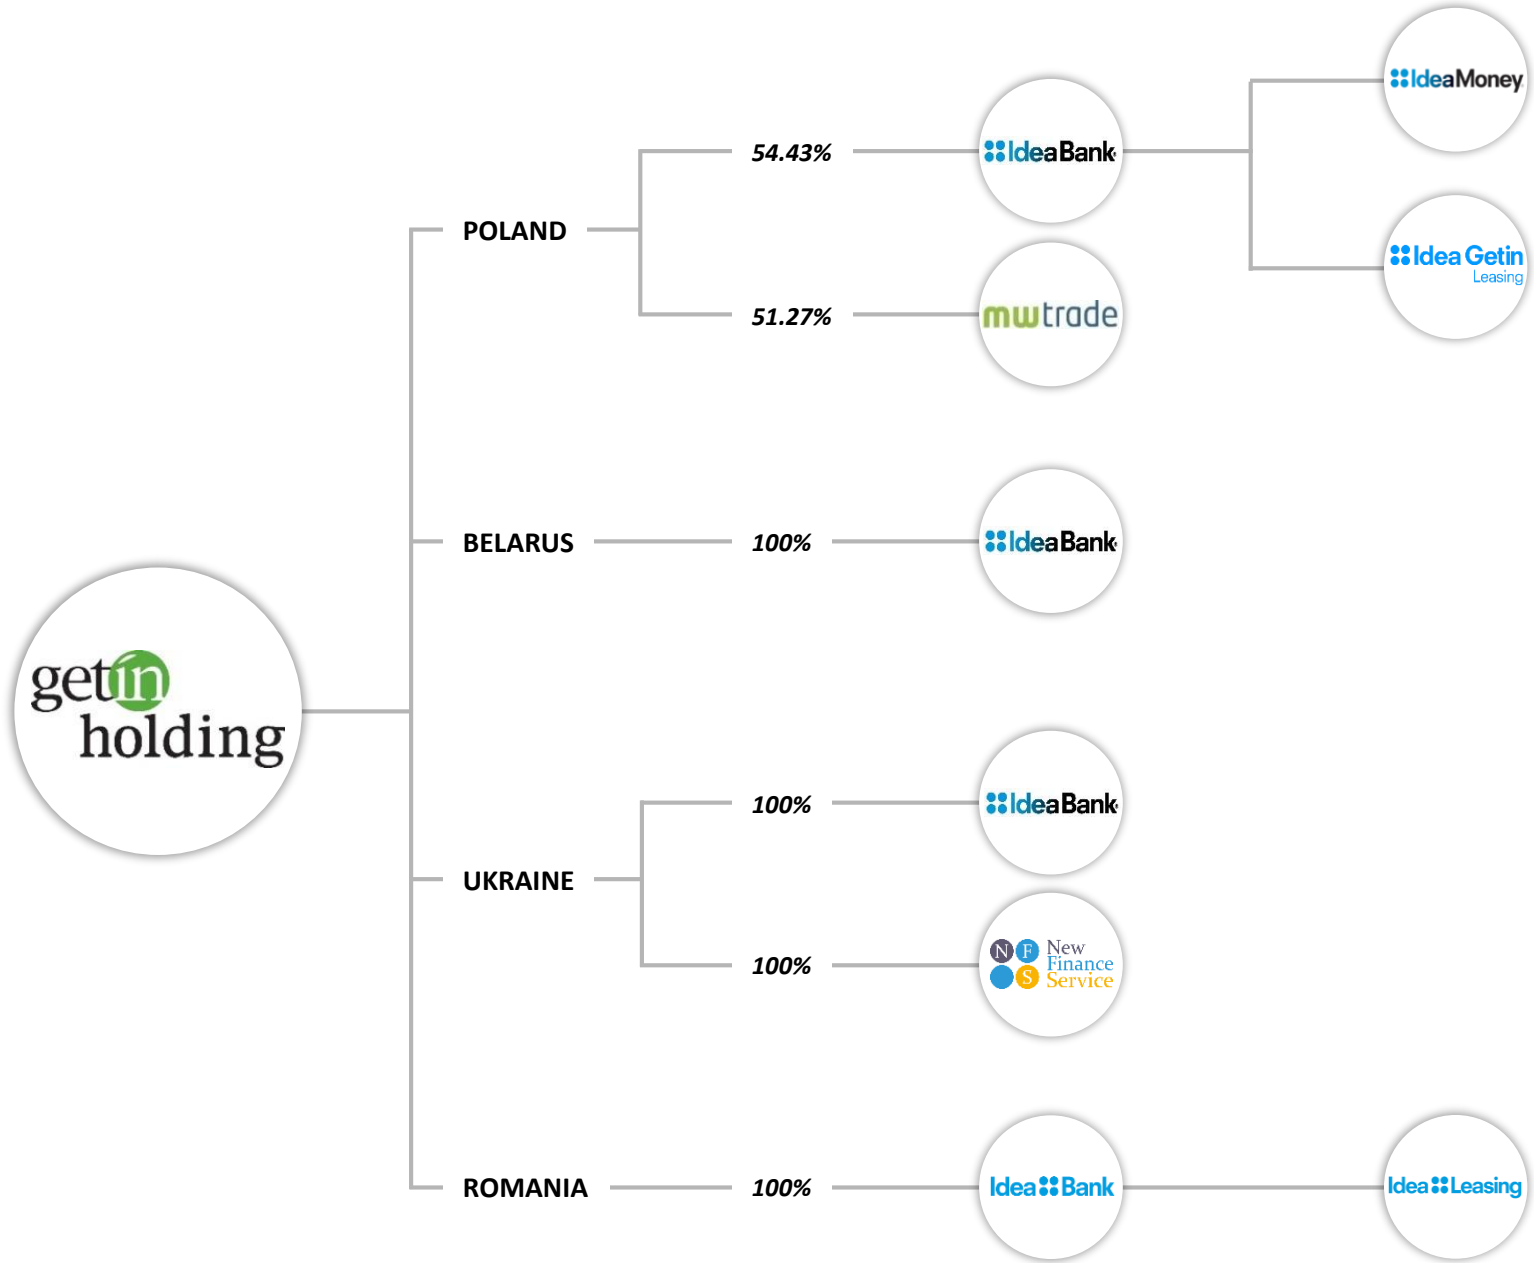 getin
holding
POLAND
54.43%
IdeaBank
IdeaMoney
Idea Getin
Leasing
51.27%
mwtrade
BELARUS
100%
IdeaBank
UKRAINE
100%
IdeaBank
100%
N F
S
New
Finance
Service
ROMANIA
100%
Idea Bank
Idea Leasing